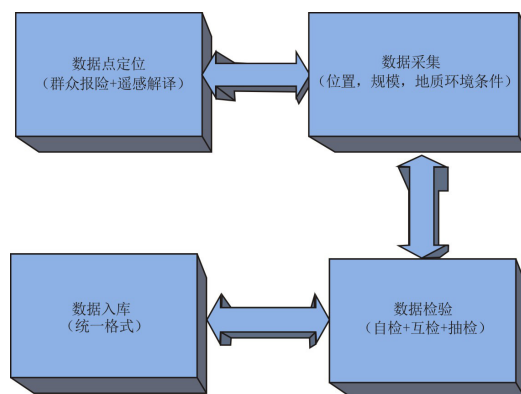 数据点定位
（群众报险+遥感解译）
数据采集
（位置，规模，地质环境条件）
数据入库
（统一格式）
数据检验
（自检+互检+抽检）